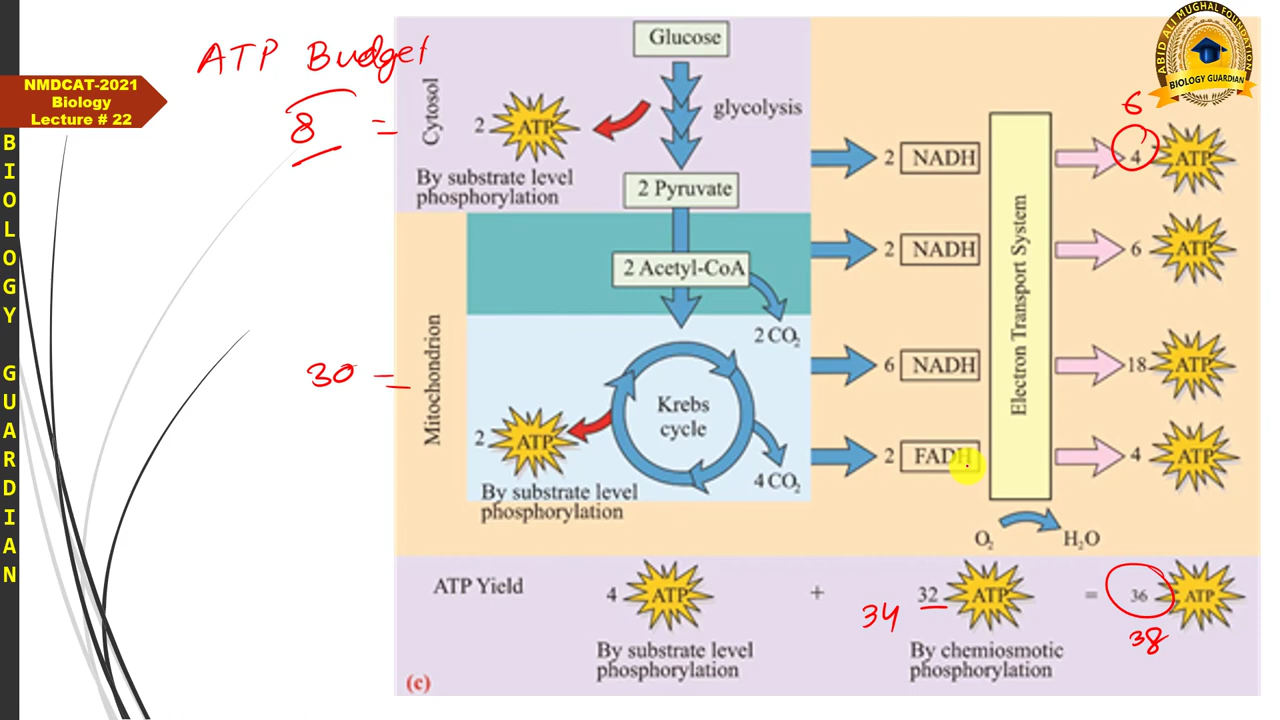 ATP Budget
NMDCAT-2021
Biology
Lecture # 22
BIOLOGY GUARDIAN
ABID ALI MUGHAL FOUNDATION
BIOLOGY GUARDIAN
8 =
30 =
Cytosol
Mitochondrion
Glucose
glycolysis
2 ATP
By substrate level
phosphorylation
2 Pyruvate
2 Acetyl-CoA
2 CO₂
Krebs
cycle
2 ATP
4 CO₂
By substrate level
phosphorylation
6
2 NADH 4 ATP
2 NADH 6 ATP
6 NADH 18 ATP
2 FADH 4 ATP
Electron Transport System
O₂ H₂O
ATP Yield 4 ATP + 32 ATP = 36 ATP
34 38
By substrate level
phosphorylation
By chemiosmotic
phosphorylation
(c)